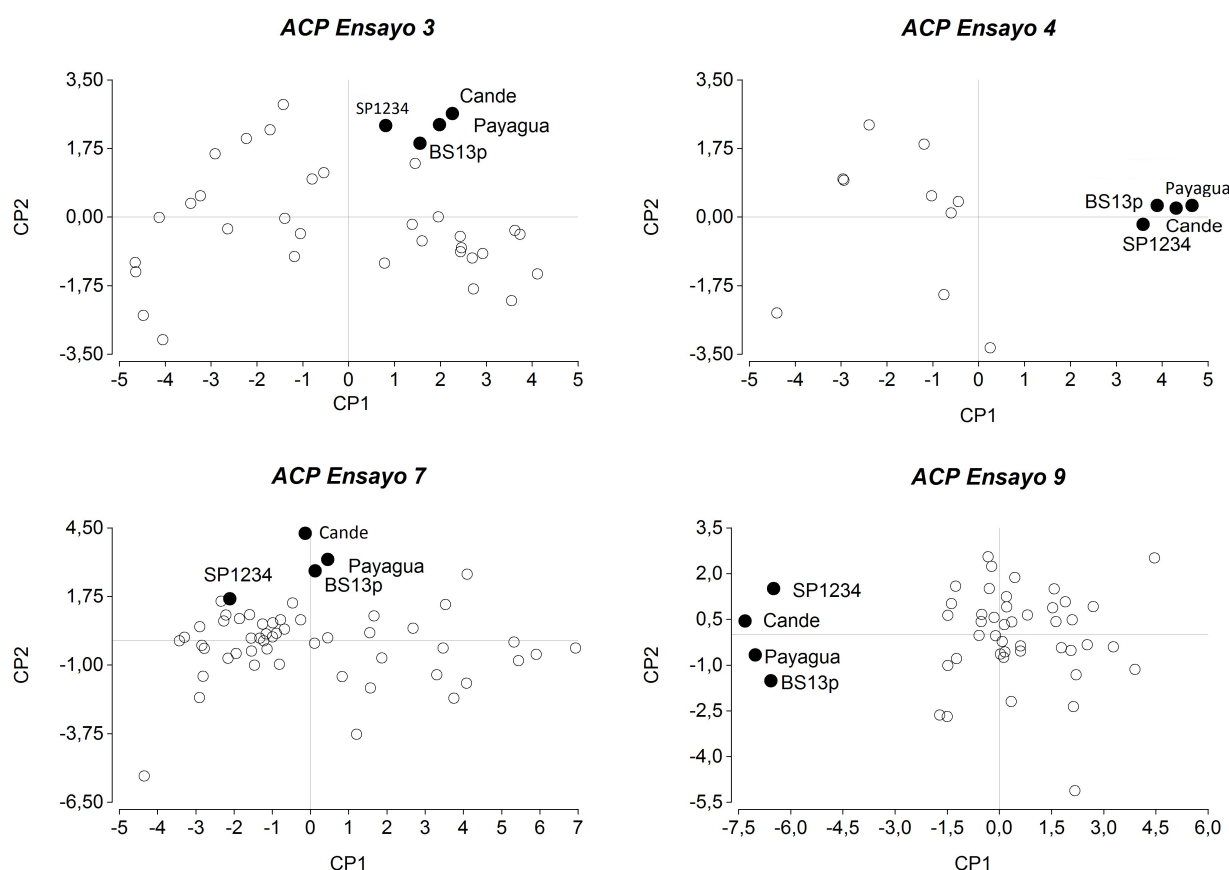 ACP Ensayo 3
3,50
1,75
0,00
-1,75
-3,50
CP2
SP1234
Cande
Payagua
BS13p
-5 -4 -3 -2 -1 0 1 2 3 4 5
CP1
ACP Ensayo 4
3,50
1,75
0,00
-1,75
-3,50
CP2
Payagua
BS13p
Cande
SP1234
-5 -4 -3 -2 -1 0 1 2 3 4 5
CP1
ACP Ensayo 7
4,50
1,75
-1,00
-3,75
-6,50
CP2
Cande
Payagua
SP1234
BS13p
-5 -4 -3 -2 -1 0 1 2 3 4 5 6 7
CP1
ACP Ensayo 9
3,5
2,0
0,5
-1,0
-2,5
-4,0
-5,5
CP2
SP1234
Cande
Payagua
BS13p
-7,5 -6,0 -4,5 -3,0 -1,5 0,0 1,5 3,0 4,5 6,0
CP1